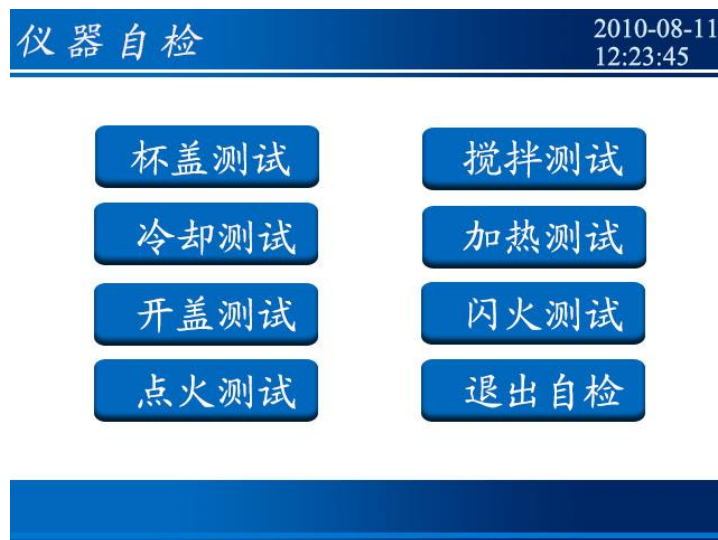 仪器自检
2010-08-11
12:23:45
杯盖测试
搅拌测试
冷却测试
加热测试
开盖测试
闪火测试
点火测试
退出自检